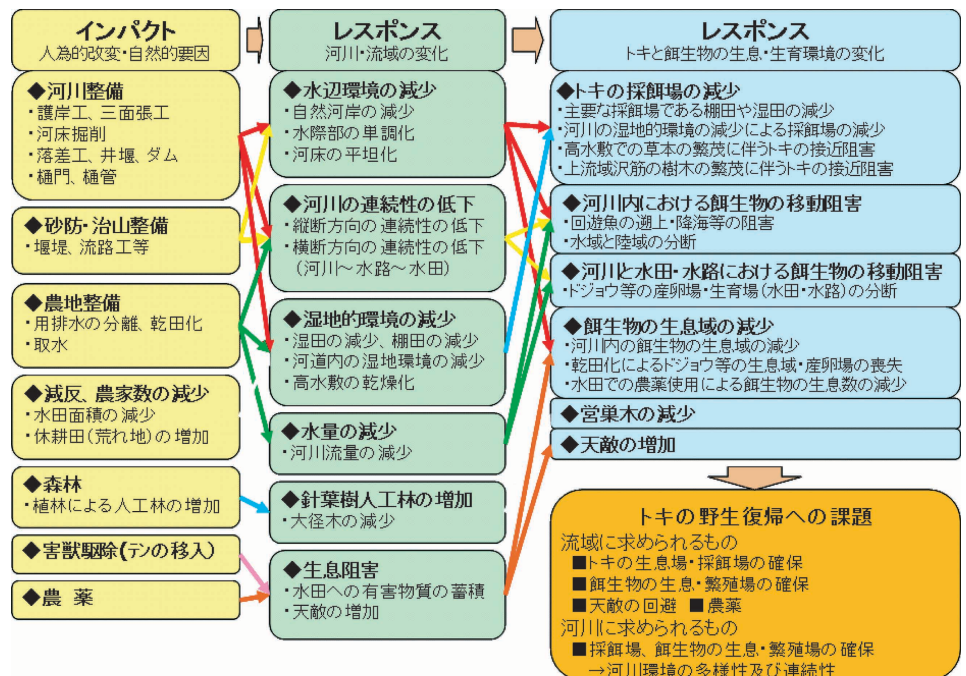 インパクト
人為的改変・自然的要因
◆河川整備
・護岸工、三面張工
・河床掘削
・落差工、井堰、ダム
・樋門、樋管
◆砂防・治山整備
・堰堤、流路工等
◆農地整備
・用排水の分離、乾田化
・取水
◆減反、農家数の減少
・水田面積の減少
・休耕田(荒れ地)の増加
◆森林
・植林による人工林の増加
◆害獣駆除(テンの移入)
◆農 薬
レスポンス
河川・流域の変化
◆水辺環境の減少
・自然河岸の減少
・水際部の単調化
・河床の平坦化
◆河川の連続性の低下
・縦断方向の連続性の低下
・横断方向の連続性の低下
(河川～水路～水田)
◆湿地的環境の減少
・湿田の減少、棚田の減少
・河道内の湿地環境の減少
・高水敷の乾燥化
◆水量の減少
・河川流量の減少
◆針葉樹人工林の増加
・大径木の減少
◆生息阻害
・水田への有害物質の蓄積
・天敵の増加
レスポンス
トキと餌生物の生息・生育環境の変化
◆トキの採餌場の減少
・主要な採餌場である棚田や湿田の減少
・河川の湿地的環境の減少による採餌場の減少
・高水敷での草本の繁茂に伴うトキの接近阻害
・上流域沢筋の樹木の繁茂に伴うトキの接近阻害
◆河川内における餌生物の移動阻害
・回遊魚の遡上・降海等の阻害
・水域と陸域の分断
◆河川と水田・水路における餌生物の移動阻害
・ドジョウ等の産卵場・生育場(水田・水路)の分断
◆餌生物の生息域の減少
・河川内の餌生物の生息域の減少
・乾田化によるドジョウ等の生息域・産卵場の喪失
・水田での農薬使用による餌生物の生息数の減少
◆営巣木の減少
◆天敵の増加
トキの野生復帰への課題
流域に求められるもの
■トキの生息場・採餌場の確保
■餌生物の生息・繁殖場の確保
■天敵の回避 ■農薬
河川に求められるもの
■採餌場、餌生物の生息・繁殖場の確保
→河川環境の多様性及び連続性